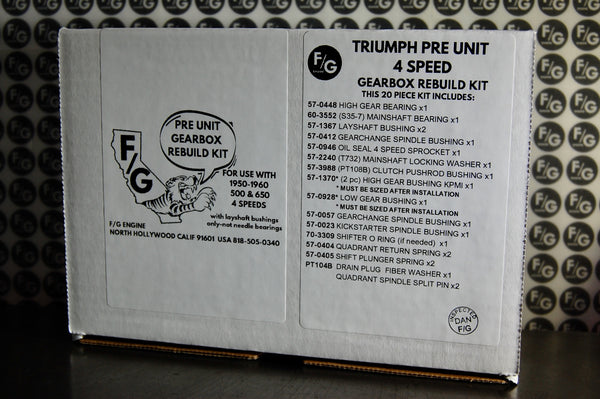 PRE UNIT
GEARBOX
REBUILD KIT
F/G
FOR USE WITH
1950-1960
500 & 650
4 SPEEDS
with layshaft bushings
only-not needle bearings
F/G ENGINE
NORTH HOLLYWOOD CALIF 91601 USA 818-505-0340
F/G
TRIUMPH PRE UNIT
4 SPEED
GEARBOX REBUILD KIT
THIS 20 PIECE KIT INCLUDES:
57-0448 HIGH GEAR BEARING x1
60-3552 (S35-7) MAINSHAFT BEARING x1
57-1367 LAYSHAFT BUSHING x2
57-0412 GEARCHANGE SPINDLE BUSHING x1
57-0946 OIL SEAL 4 SPEED SPROCKET x1
57-2240 (T732) MAINSHAFT LOCKING WASHER x1
57-3988 (PT108B) CLUTCH PUSHROD BUSHING x1
57-1370* (2 pc) HIGH GEAR BUSHING KPMI x1
* MUST BE SIZED AFTER INSTALLATION
57-0928* LOW GEAR BUSHING x1
* MUST BE SIZED AFTER INSTALLATION
57-0057 GEARCHANGE SPINDLE BUSHING x1
57-0023 KICKSTARTER SPINDLE BUSHING x1
70-3309 SHIFTER O RING (if needed) x1
57-0404 QUADRANT RETURN SPRING x2
57-0405 SHIFT PLUNGER SPRING x2
PT104B DRAIN PLUG FIBER WASHER x1
QUADRANT SPINDLE SPLIT PIN x2
INSPECTED
DAN
F/G